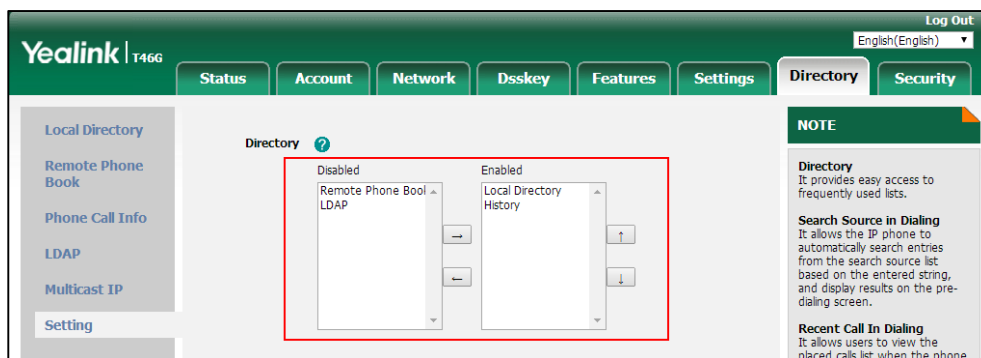 Log Out
Yealink | T46G
English(English)
Status Account Network Dsskey Features Settings Directory Security
Local Directory
Remote Phone
Book
Phone Call Info
LDAP
Multicast IP
Setting
Directory ?
Disabled
Remote Phone Bool
LDAP
→
←
Enabled
Local Directory
History
↑
↓
NOTE
Directory
It provides easy access to
frequently used lists.
Search Source in Dialing
It allows the IP phone to
automatically search entries
from the search source list
based on the entered string,
and display results on the pre-
dialing screen.
Recent Call In Dialing
It allows users to view the
placed calls list when the phone